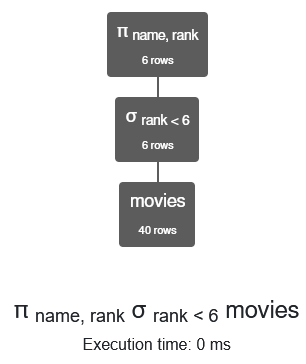 π name, rank
6 rows
σ rank < 6
6 rows
movies
40 rows
π name, rank σ rank < 6 movies
Execution time: 0 ms